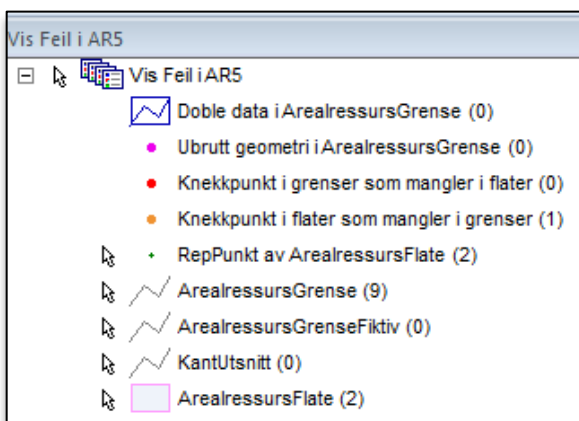 Vis Feil i AR5
Vis Feil i AR5
Doble data i ArealressursGrense (0)
Ubrutt geometri i ArealressursGrense (0)
Knekkpunkt i grenser som mangler i flater (0)
Knekkpunkt i flater som mangler i grenser (1)
RepPunkt av ArealressursFlate (2)
ArealressursGrense (9)
ArealressursGrenseFiktiv (0)
KantUtsnitt (0)
ArealressursFlate (2)